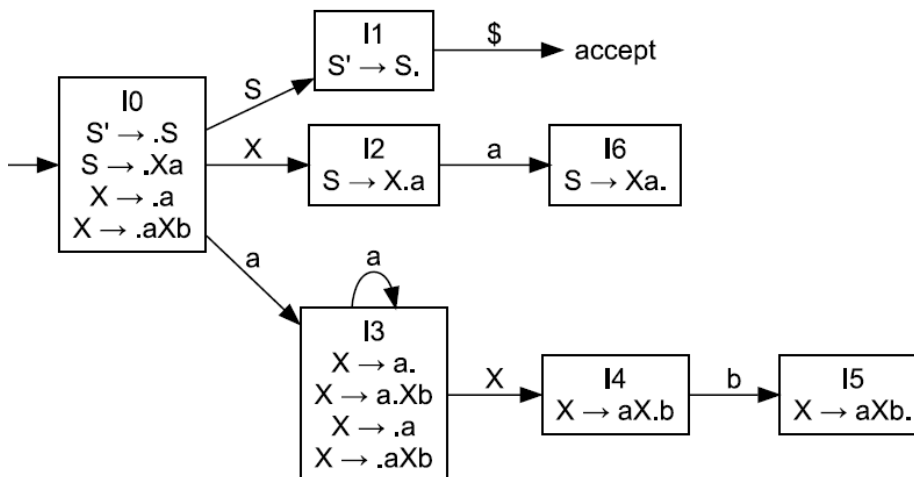 I0
S' → .S
S → .Xa
X → .a
X → .aXb
S
I1
S' → S.
$
accept
X
I2
S → X.a
a
I6
S → Xa.
a
a
I3
X → a.
X → a.Xb
X → .a
X → .aXb
X
I4
X → aX.b
b
I5
X → aXb.